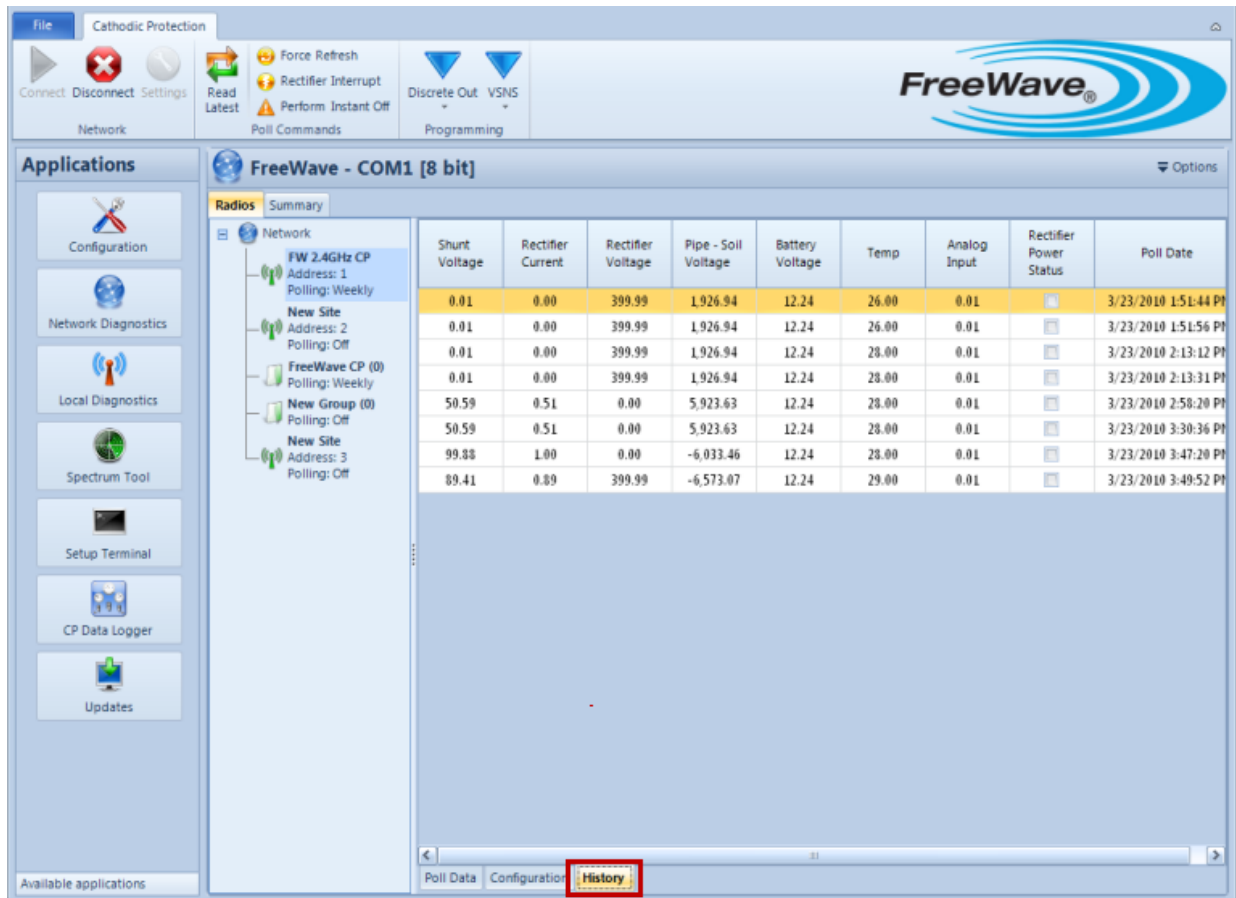 File Cathodic Protection
Connect Disconnect Settings
Network
Read
Latest
Force Refresh
Rectifier Interrupt
Perform Instant Off
Poll Commands
Discrete Out VSNS
Programming
FreeWave®
Applications
Configuration
Network Diagnostics
Local Diagnostics
Spectrum Tool
Setup Terminal
CP Data Logger
Updates
Available applications
FreeWave - COM1 [8 bit]
Options
Radios Summary
Network
FW 2.4GHz CP
Address: 1
Polling: Weekly
New Site
Address: 2
Polling: Off
FreeWave CP (0)
Polling: Weekly
New Group (0)
Polling: Off
New Site
Address: 3
Polling: Off
Shunt Voltage Rectifier Current Rectifier Voltage Pipe - Soil Voltage Battery Voltage Temp Analog Input Rectifier Power Status Poll Date
0.01 0.00 399.99 1,926.94 12.24 26.00 0.01 3/23/2010 1:51:44 PM
0.01 0.00 399.99 1,926.94 12.24 26.00 0.01 3/23/2010 1:51:56 PM
0.01 0.00 399.99 1,926.94 12.24 28.00 0.01 3/23/2010 2:13:12 PM
0.01 0.00 399.99 1,926.94 12.24 28.00 0.01 3/23/2010 2:13:31 PM
50.59 0.51 0.00 5,923.63 12.24 28.00 0.01 3/23/2010 2:58:20 PM
50.59 0.51 0.00 5,923.63 12.24 28.00 0.01 3/23/2010 3:30:36 PM
99.88 1.00 0.00 -6,033.46 12.24 28.00 0.01 3/23/2010 3:47:20 PM
89.41 0.89 399.99 -6,573.07 12.24 29.00 0.01 3/23/2010 3:49:52 PM
Poll Data Configuration History